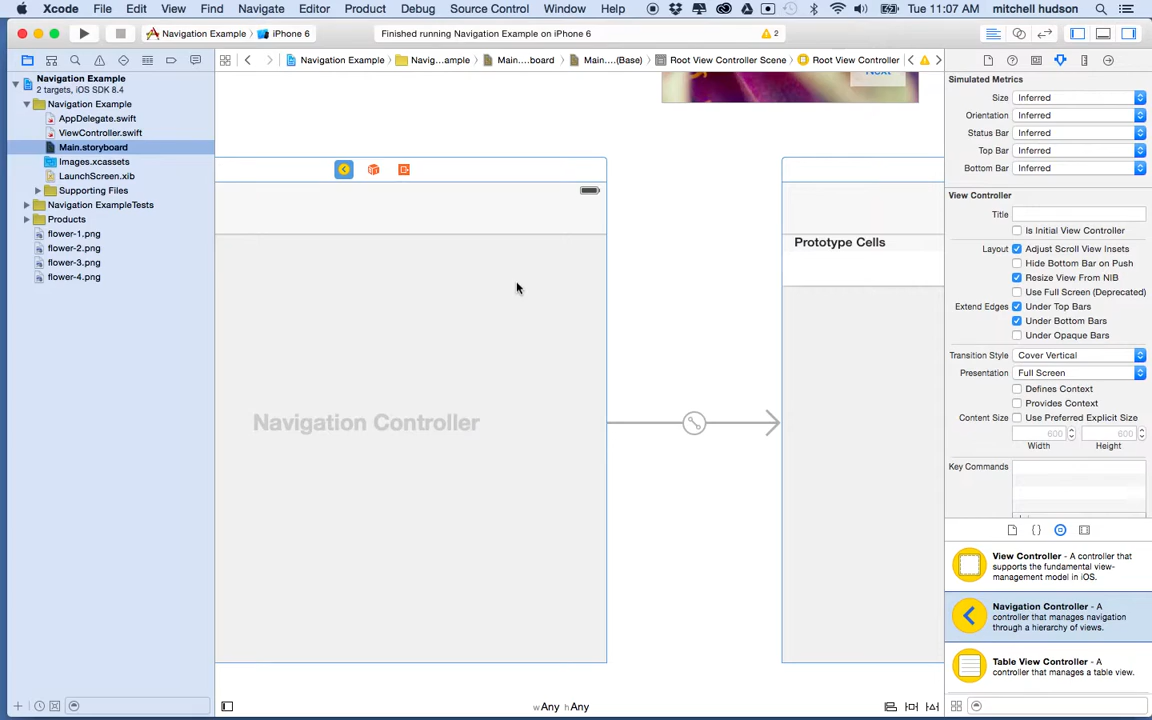 Xcode File Edit View Find Navigate Editor Product Debug Source Control Window Help Tue 11:07 AM mitchell hudson
Navigation Example iPhone 6
Finished running Navigation Example on iPhone 6
2
Navigation Example
Navig...ample
Main....board
Main....(Base)
Root View Controller Scene
Root View Controller
Navigation Example
2 targets, iOS SDK 8.4
Navigation Example
AppDelegate.swift
ViewController.swift
Main.storyboard
Images.xcassets
LaunchScreen.xib
Supporting Files
Navigation ExampleTests
Products
flower-1.png
flower-2.png
flower-3.png
flower-4.png
Next
Prototype Cells
Navigation Controller
wAny hAny
Simulated Metrics
Size Inferred
Orientation Inferred
Status Bar Inferred
Top Bar Inferred
Bottom Bar Inferred
View Controller
Title
Is Initial View Controller
Layout Adjust Scroll View Insets
Hide Bottom Bar on Push
Resize View From NIB
Use Full Screen (Deprecated)
Extend Edges Under Top Bars
Under Bottom Bars
Under Opaque Bars
Transition Style Cover Vertical
Presentation Full Screen
Defines Context
Provides Context
Content Size Use Preferred Explicit Size
600 600
Width Height
Key Commands
View Controller - A controller that
supports the fundamental view-
management model in iOS.
Navigation Controller - A
controller that manages navigation
through a hierarchy of views.
Table View Controller - A
controller that manages a table view.